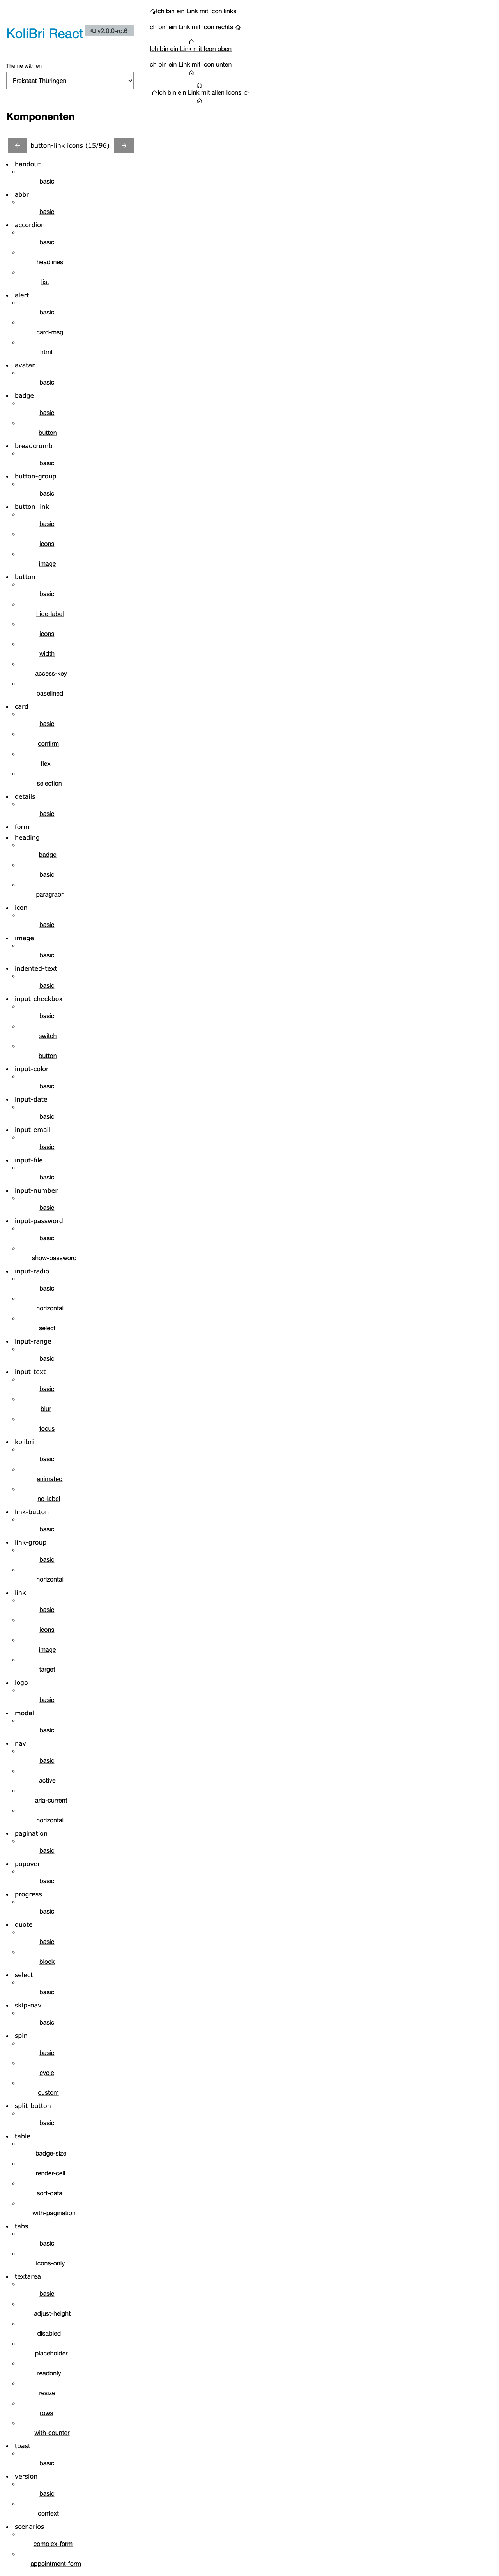 KoliBri React v2.0.0-rc.6
Theme wählen
Freistaat Thüringen
Komponenten
button-link icons (15/96)
handout
basic
abbr
basic
accordion
basic
headlines
list
alert
basic
card-msg
html
avatar
basic
badge
basic
button
breadcrumb
basic
button-group
basic
button-link
basic
icons
image
button
basic
hide-label
icons
width
access-key
baselined
card
basic
confirm
flex
selection
details
basic
form
heading
badge
basic
paragraph
icon
basic
image
basic
indented-text
basic
input-checkbox
basic
switch
button
input-color
basic
input-date
basic
input-email
basic
input-file
basic
input-number
basic
input-password
basic
show-password
input-radio
basic
horizontal
select
input-range
basic
input-text
basic
blur
focus
kolibri
basic
animated
no-label
link-button
basic
link-group
basic
horizontal
link
basic
icons
image
target
logo
basic
modal
basic
nav
basic
active
aria-current
horizontal
pagination
basic
popover
basic
progress
basic
quote
basic
block
select
basic
skip-nav
basic
spin
basic
cycle
custom
split-button
basic
table
badge-size
render-cell
sort-data
with-pagination
tabs
basic
icons-only
textarea
basic
adjust-height
disabled
placeholder
readonly
resize
rows
with-counter
toast
basic
version
basic
context
scenarios
complex-form
appointment-form
Ich bin ein Link mit Icon links
Ich bin ein Link mit Icon rechts
Ich bin ein Link mit Icon oben
Ich bin ein Link mit Icon unten
Ich bin ein Link mit allen Icons